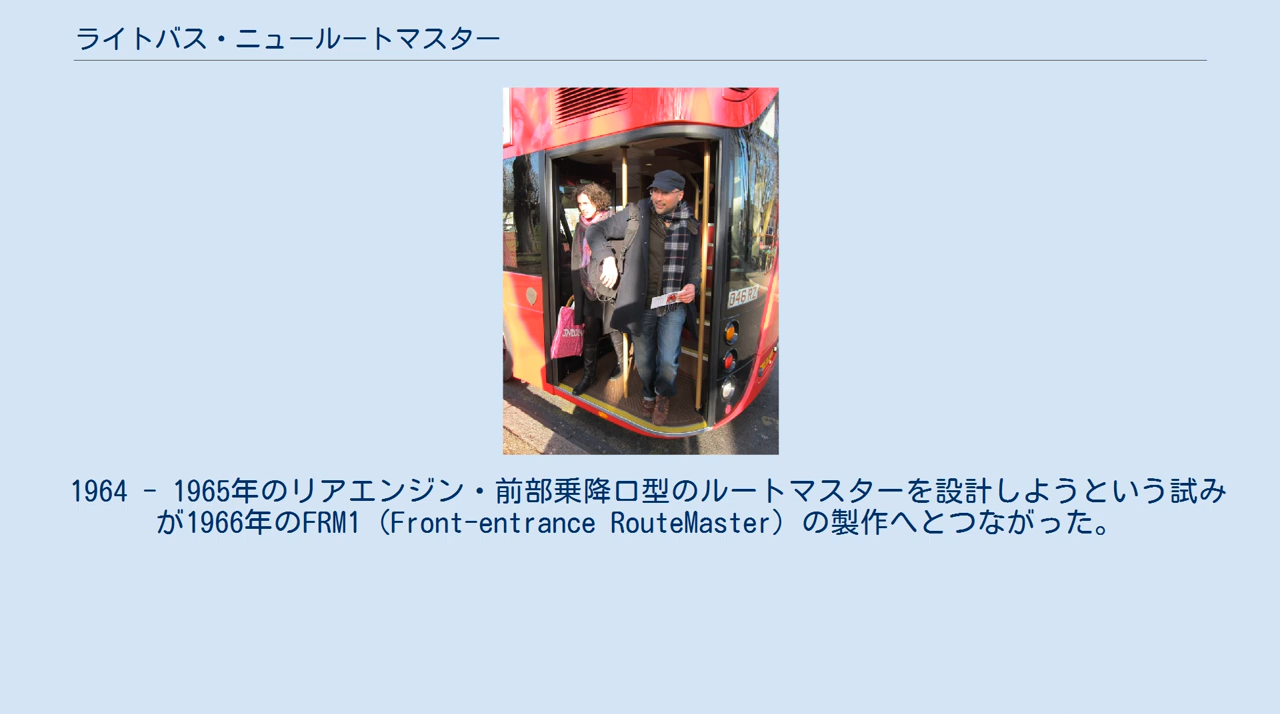 ライトバス・ニュールートマスター
1964 - 1965年のリアエンジン・前部乗降口型のルートマスターを設計しようという試み
が1966年のFRM1（Front-entrance RouteMaster）の製作へとつながった。